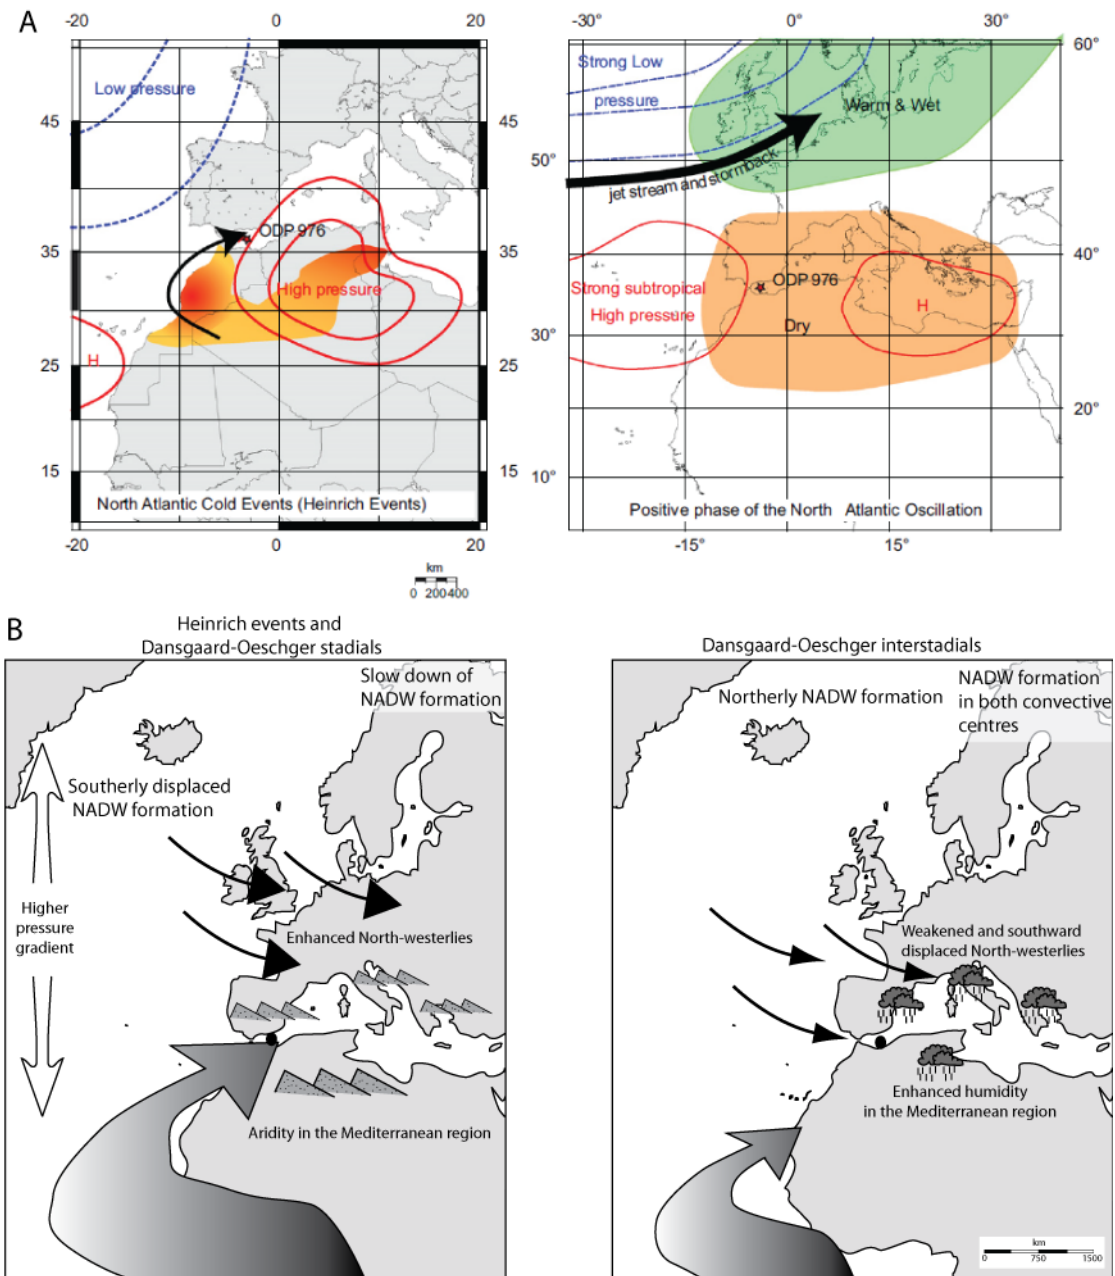 A
-20
0
20
-30°
0°
30°
Low pressure
45
45
ODP 976
35
35
High pressure
H
25
25
15
15
North Atlantic Cold Events (Heinrich Events)
-20
0
20
km
0 200400
Strong Low
pressure
60°
Warm & Wet
50°
jet stream and stormback
40°
ODP 976
Strong subtropical
High pressure
H
Dry
30°
20°
10°
Positive phase of the North Atlantic Oscillation
-15°
15°
B
Heinrich events and
Dansgaard-Oeschger stadials
Slow down of
NADW formation
Southerly displaced
NADW formation
Higher
pressure
gradient
Enhanced North-westerlies
Aridity in the Mediterranean region
Dansgaard-Oeschger interstadials
Northerly NADW formation
NADW formation
in both convective
centres
Weakened and southward
displaced North-westerlies
Enhanced humidity
in the Mediterranean region
km
0 750 1500